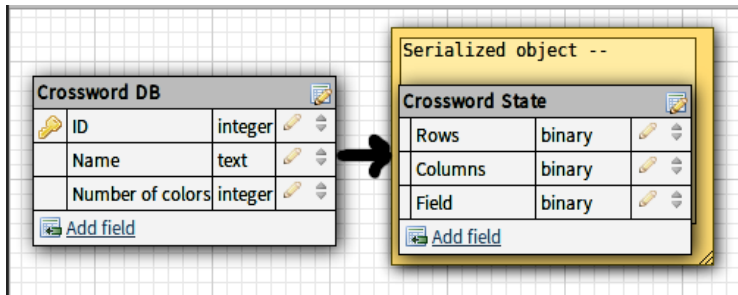 Crossword DB
ID integer
Name text
Number of colors integer
Add field
Serialized object --
Crossword State
Rows binary
Columns binary
Field binary
Add field